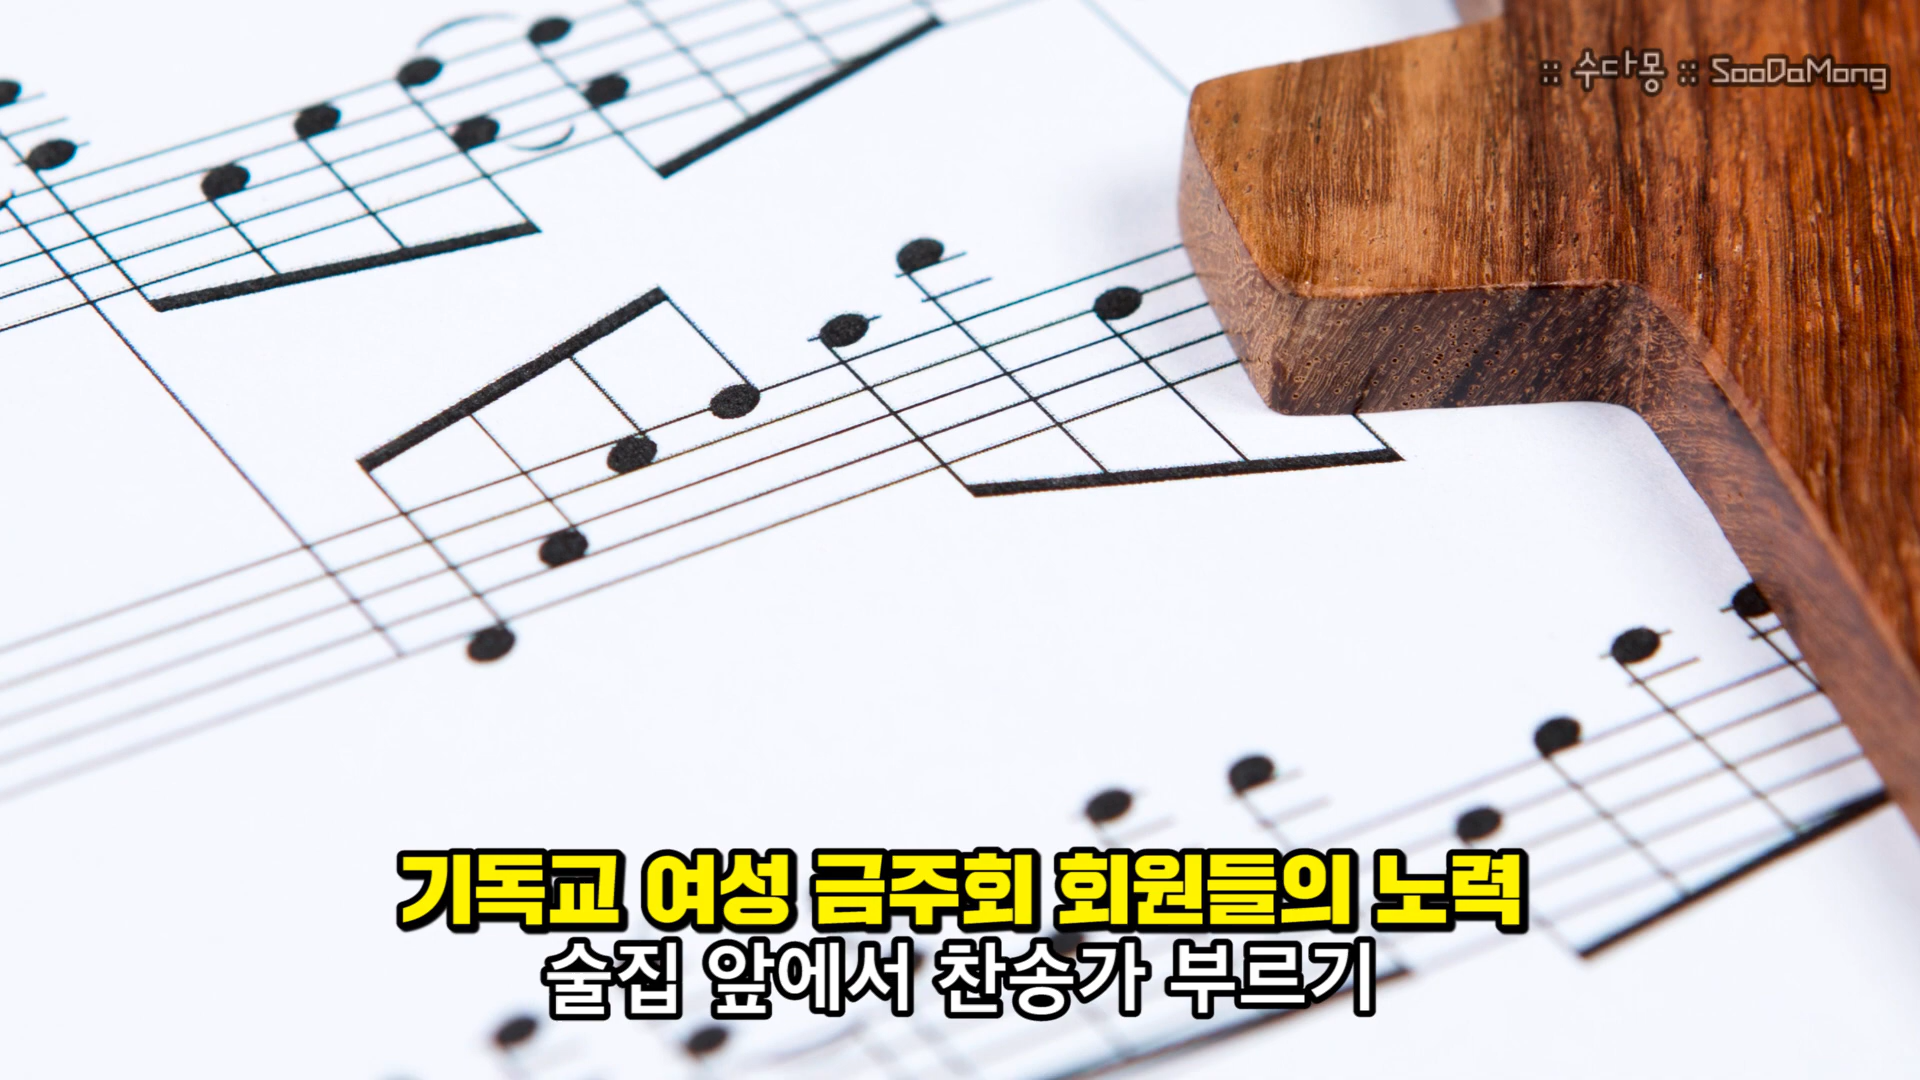 :: 수다몽 :: SooDaMong
기독교 여성 금주회 회원들의 노력
술집 앞에서 찬송가 부르기